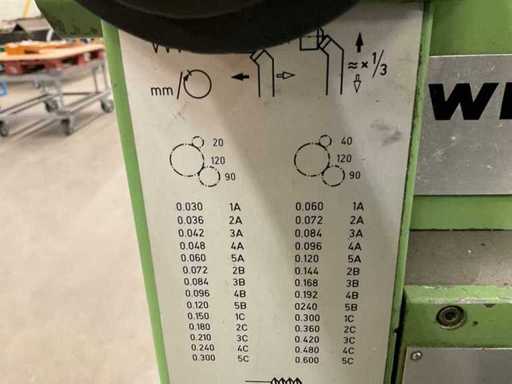 ≈ × 1/3
mm/
20
120
90
40
120
90
0.030 1A 0.060 1A
0.036 2A 0.072 2A
0.042 3A 0.084 3A
0.048 4A 0.096 4A
0.060 5A 0.120 5A
0.072 2B 0.144 2B
0.084 3B 0.168 3B
0.096 4B 0.192 4B
0.120 5B 0240 5B
0.150 1C 0.300 1C
0.180 2C 0.360 2C
0.210 3C 0.420 3C
0.240 4C 0.480 4C
0.300 5C 0.600 5C